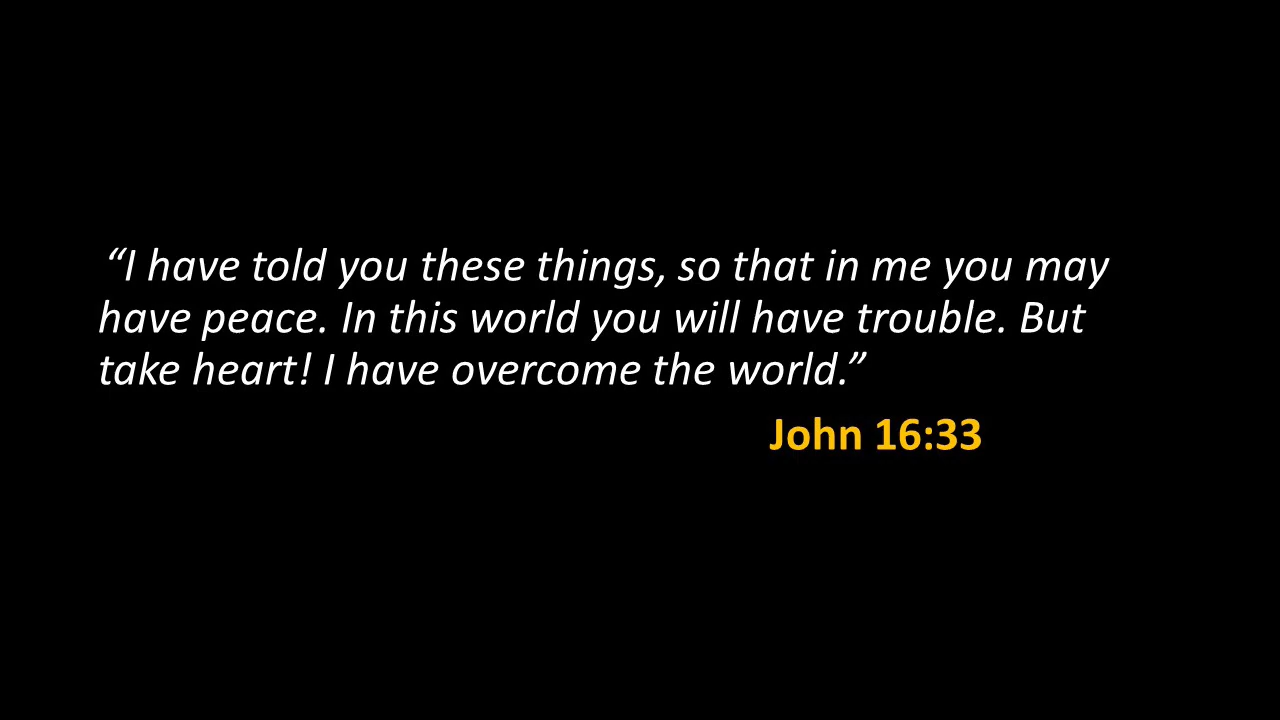 “I have told you these things, so that in me you may
have peace. In this world you will have trouble. But
take heart! I have overcome the world.”
John 16:33